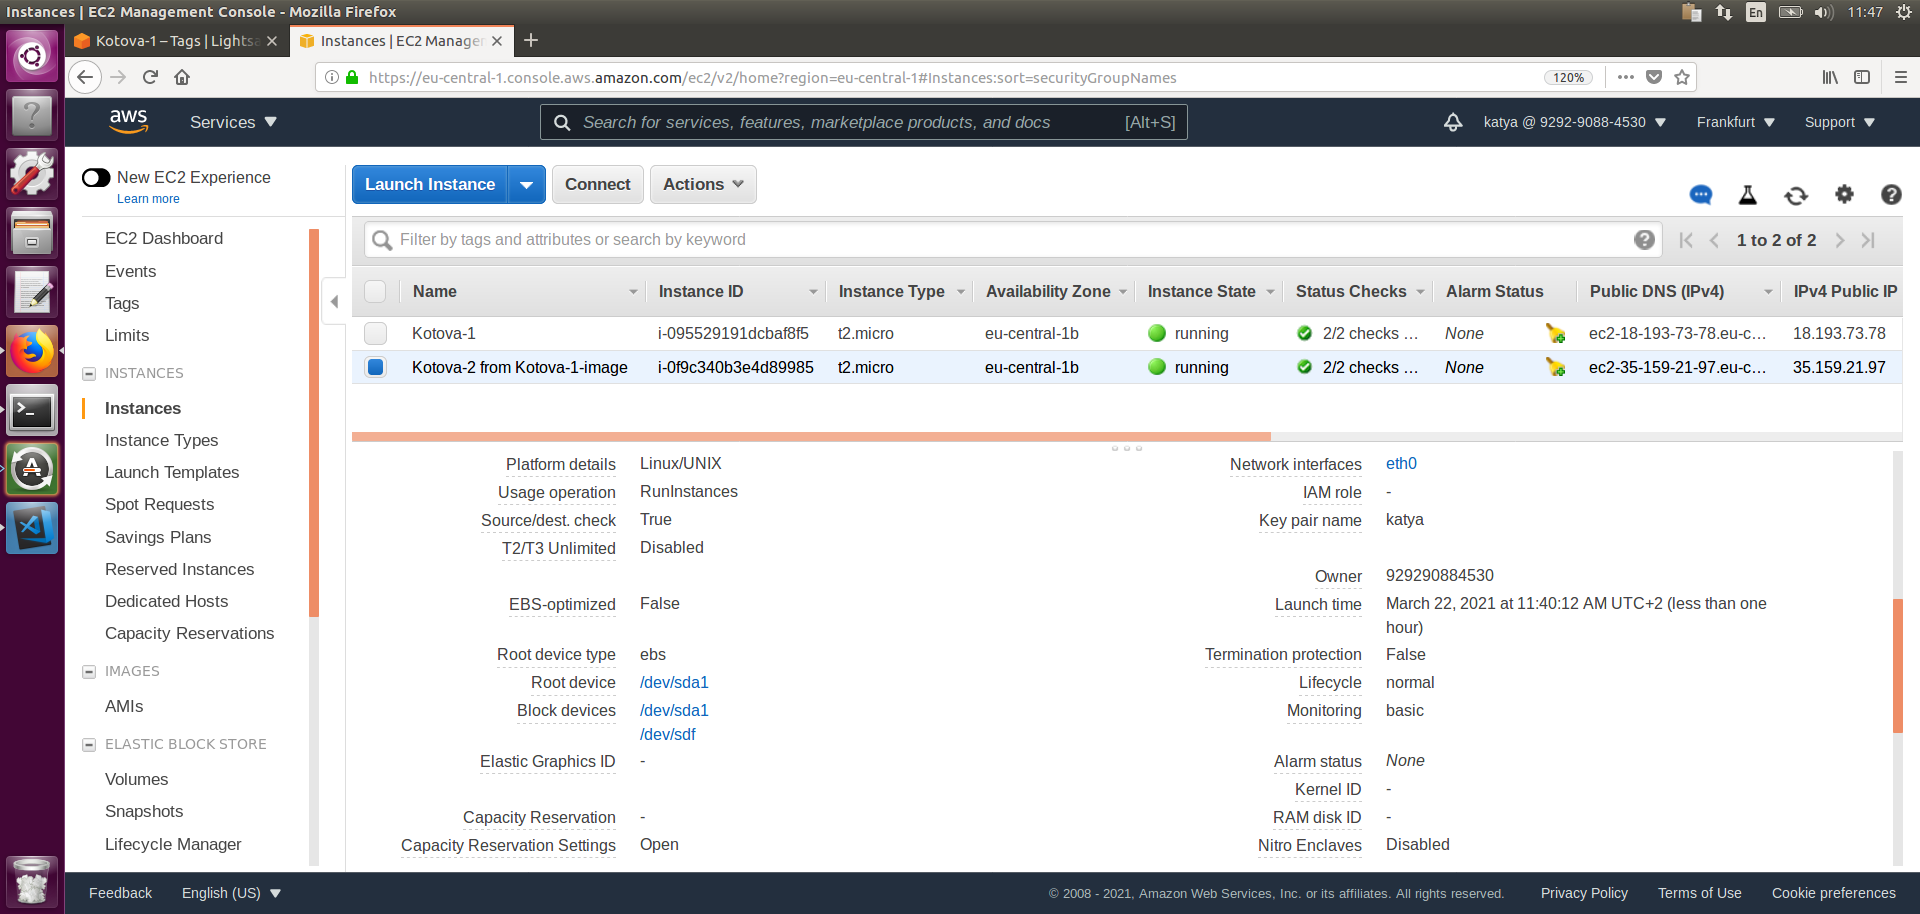 Instances | EC2 Management Console - Mozilla Firefox
En
11:47
Kotova-1 – Tags | Lightsa
Instances | EC2 Manage
https://eu-central-1.console.aws.amazon.com/ec2/v2/home?region=eu-central-1#Instances:sort=securityGroupNames
120%
aws
Services
Search for services, features, marketplace products, and docs
[Alt+S]
katya @ 9292-9088-4530
Frankfurt
Support
New EC2 Experience
Learn more
EC2 Dashboard
Events
Tags
Limits
INSTANCES
Instances
Instance Types
Launch Templates
Spot Requests
Savings Plans
Reserved Instances
Dedicated Hosts
Capacity Reservations
IMAGES
AMIs
ELASTIC BLOCK STORE
Volumes
Snapshots
Lifecycle Manager
Launch Instance
Connect
Actions
Filter by tags and attributes or search by keyword
1 to 2 of 2
Name Instance ID Instance Type Availability Zone Instance State Status Checks Alarm Status Public DNS (IPv4) IPv4 Public IP
Kotova-1 i-095529191dcbaf8f5 t2.micro eu-central-1b running 2/2 checks ... None ec2-18-193-73-78.eu-c... 18.193.73.78
Kotova-2 from Kotova-1-image i-0f9c340b3e4d89985 t2.micro eu-central-1b running 2/2 checks ... None ec2-35-159-21-97.eu-c... 35.159.21.97
Platform details Linux/UNIX
Usage operation RunInstances
Source/dest. check True
T2/T3 Unlimited Disabled
EBS-optimized False
Root device type ebs
Root device /dev/sda1
Block devices /dev/sda1
/dev/sdf
Elastic Graphics ID -
Capacity Reservation -
Capacity Reservation Settings Open
Network interfaces eth0
IAM role -
Key pair name katya
Owner 929290884530
Launch time March 22, 2021 at 11:40:12 AM UTC+2 (less than one
hour)
Termination protection False
Lifecycle normal
Monitoring basic
Alarm status None
Kernel ID -
RAM disk ID -
Nitro Enclaves Disabled
Feedback
English (US)
© 2008 - 2021, Amazon Web Services, Inc. or its affiliates. All rights reserved.
Privacy Policy
Terms of Use
Cookie preferences